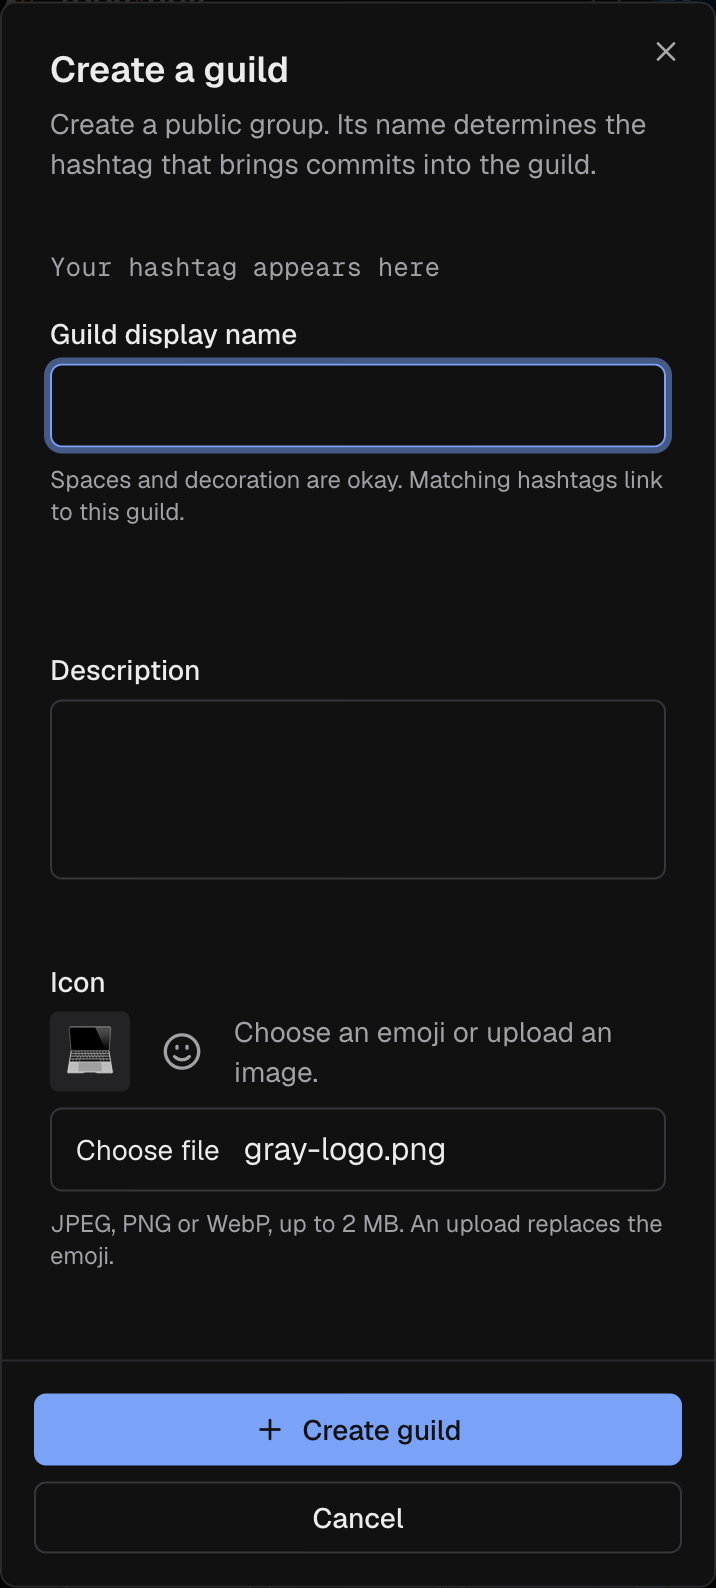 Create a guild
Create a public group. Its name determines the
hashtag that brings commits into the guild.
Your hashtag appears here
Guild display name
Spaces and decoration are okay. Matching hashtags link
to this guild.
Description
Icon
Choose an emoji or upload an
image.
Choose file gray-logo.png
JPEG, PNG or WebP, up to 2 MB. An upload replaces the
emoji.
+ Create guild
Cancel